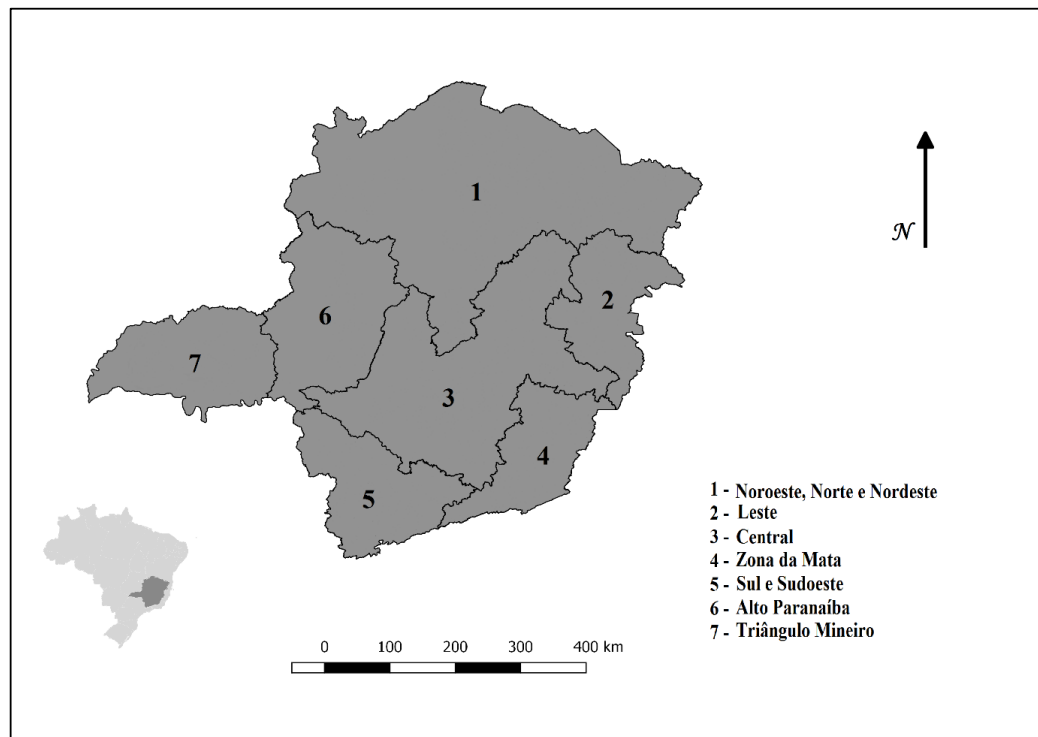 1
2
3
4
5
6
7
N
1 - Noroeste, Norte e Nordeste
2 - Leste
3 - Central
4 - Zona da Mata
5 - Sul e Sudoeste
6 - Alto Paranaíba
7 - Triângulo Mineiro
0 100 200 300 400 km